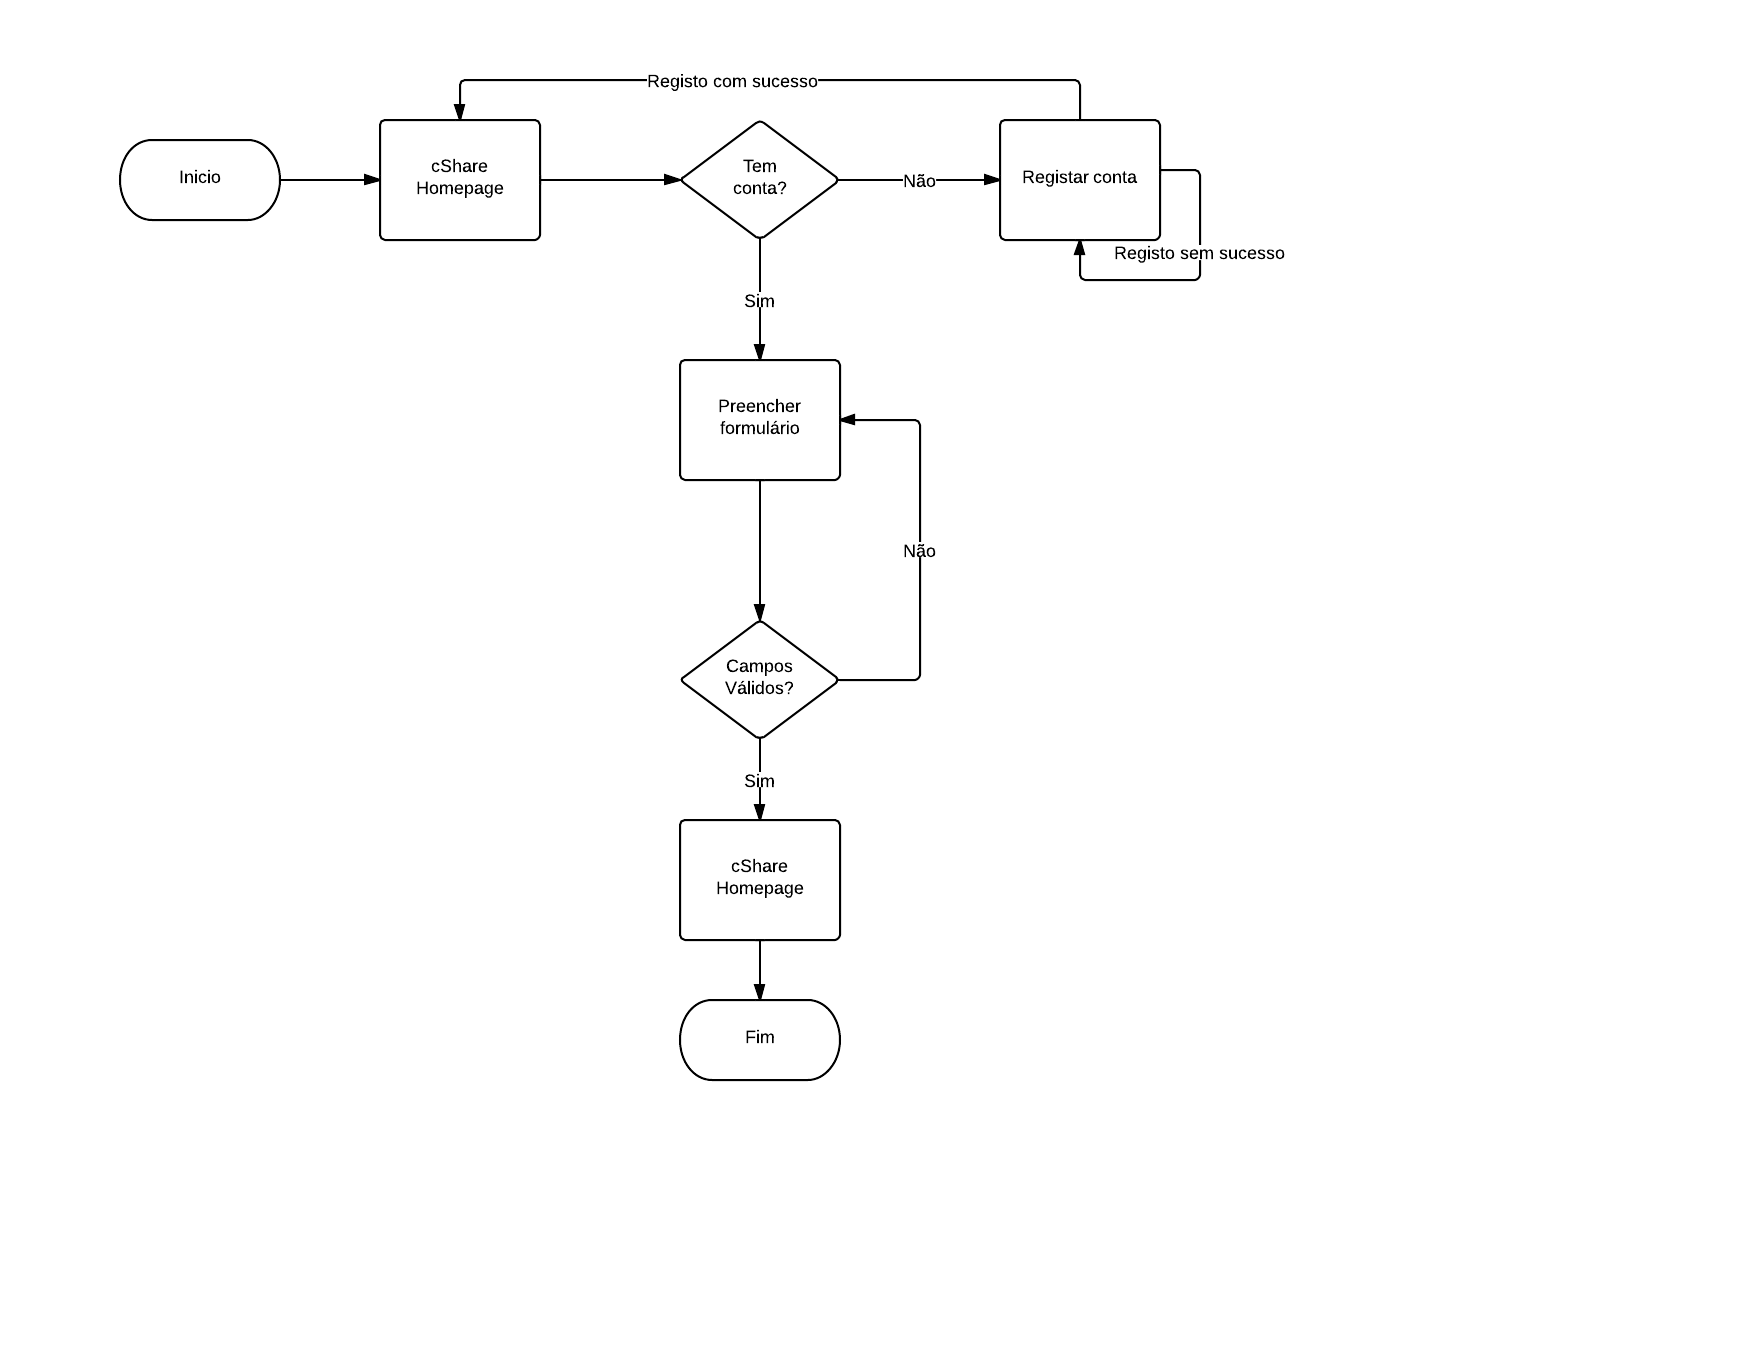 Registo com sucesso
Inicio
cShare
Homepage
Tem
conta?
Não
Registar conta
Registo sem sucesso
Sim
Preencher
formulário
Não
Campos
Válidos?
Sim
cShare
Homepage
Fim